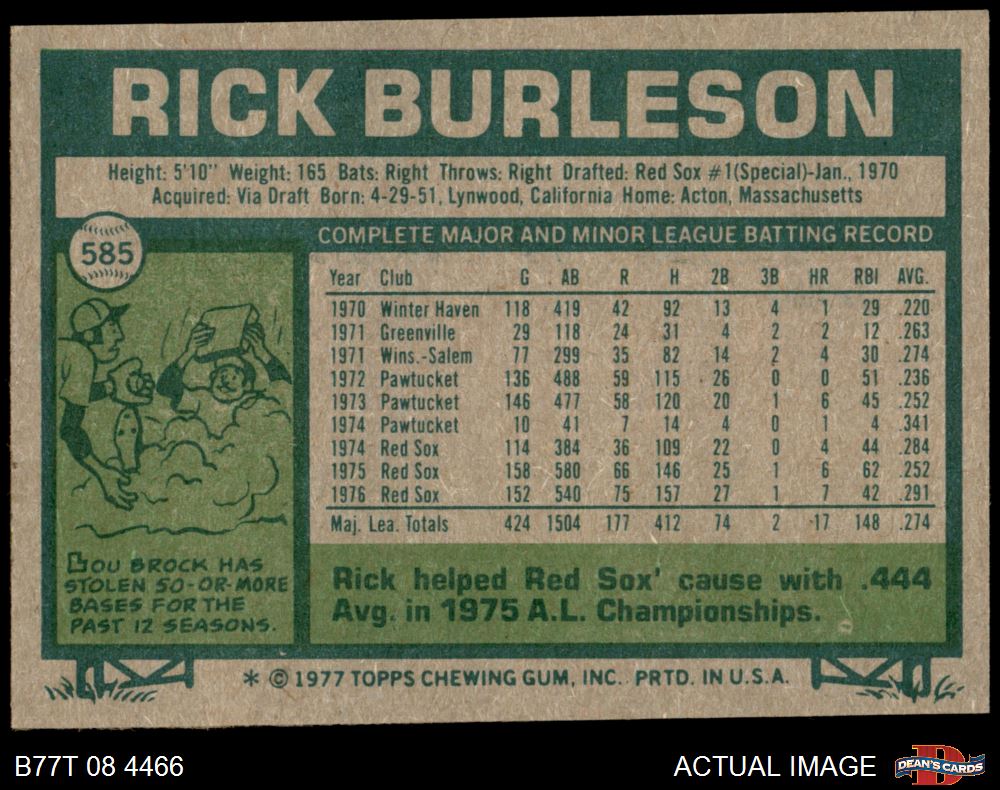 RICK BURLESON
Height: 5'10" Weight: 165 Bats: Right Throws: Right Drafted: Red Sox #1(Special)-Jan., 1970
Acquired: Via Draft Born: 4-29-51, Lynwood, California Home: Acton, Massachusetts
585
COMPLETE MAJOR AND MINOR LEAGUE BATTING RECORD
Year Club G AB R H 2B 3B HR RBI AVG.
1970 Winter Haven 118 419 42 92 13 4 1 29 .220
1971 Greenville 29 118 24 31 4 2 2 12 .263
1971 Wins.-Salem 77 299 35 82 14 2 4 30 .274
1972 Pawtucket 136 488 59 115 26 0 0 51 .236
1973 Pawtucket 146 477 58 120 20 1 6 45 .252
1974 Pawtucket 10 41 7 14 4 0 1 4 .341
1974 Red Sox 114 384 36 109 22 0 4 44 .284
1975 Red Sox 158 580 66 146 25 1 6 62 .252
1976 Red Sox 152 540 75 157 27 1 7 42 .291
Maj. Lea. Totals 424 1504 177 412 74 2 17 148 .274
LOU BROCK HAS
STOLEN 50-OR-MORE
BASES FOR THE
PAST 12 SEASONS.
Rick helped Red Sox' cause with .444
Avg. in 1975 A.L. Championships.
* © 1977 TOPPS CHEWING GUM, INC. PRTD. IN U.S.A.
B77T 08 4466
ACTUAL IMAGE
DEAN'S CARDS